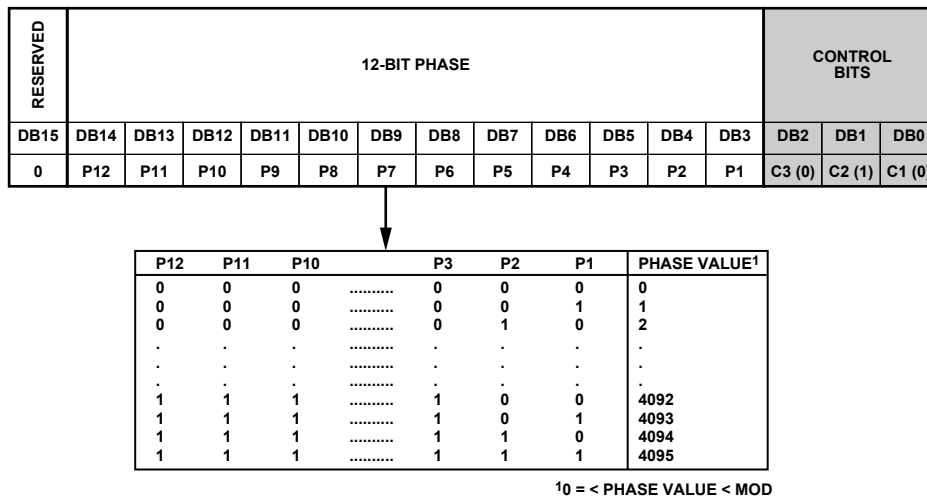 RESERVED
12-BIT PHASE
CONTROL
BITS
DB15 DB14 DB13 DB12 DB11 DB10 DB9 DB8 DB7 DB6 DB5 DB4 DB3 DB2 DB1 DB0
0 P12 P11 P10 P9 P8 P7 P6 P5 P4 P3 P2 P1 C3 (0) C2 (1) C1 (0)
P12 P11 P10 P3 P2 P1 PHASE VALUE1
0 0 0 .......... 0 0 0 0
0 0 0 .......... 0 0 1 1
0 0 0 .......... 0 1 0 2
. . . .......... . . . .
. . . .......... . . . .
. . . .......... . . . .
1 1 1 .......... 1 0 0 4092
1 1 1 .......... 1 0 1 4093
1 1 1 .......... 1 1 0 4094
1 1 1 .......... 1 1 1 4095
10 = < PHASE VALUE < MOD